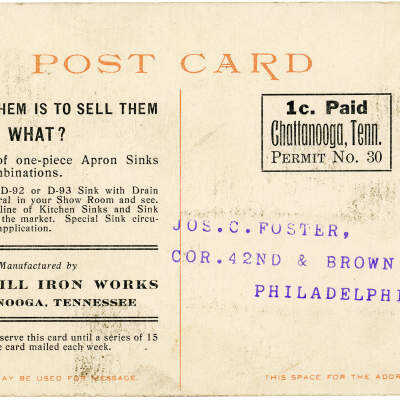 POST CARD
HEM IS TO SELL THEM
WHAT?
of one-piece Apron Sinks
nbinations.
D-92 or D-93 Sink with Drain
ral in your Show Room and see.
line of Kitchen Sinks and Sink
the market. Special Sink circu-
application.
Manufactured by
ILL IRON WORKS
NOOGA, TENNESSEE
serve this card until a series of 15
e card mailed each week.
AY BE USED FOR MESSAGE.
1c. Paid
Chattanooga, Tenn.
PERMIT No. 30
JOS. C. FOSTER,
COR. 42ND & BROWN
PHILADELPHI
THIS SPACE FOR THE ADDR